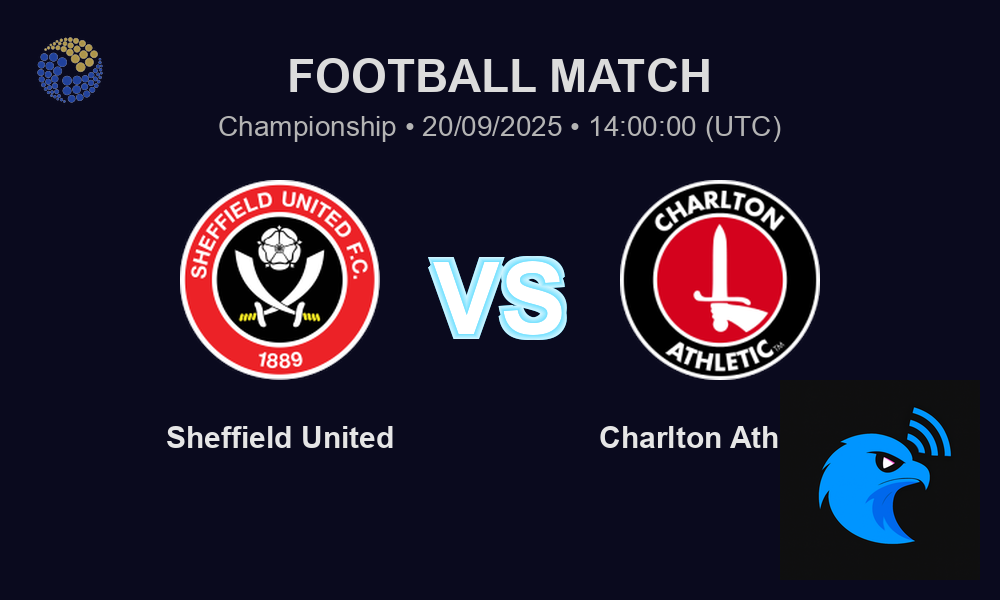 FOOTBALL MATCH
Championship • 20/09/2025 • 14:00:00 (UTC)
SHEFFIELD UNITED F.C.
1889
VS
CHARLTON
ATHLETIC™
Sheffield United
Charlton Ath